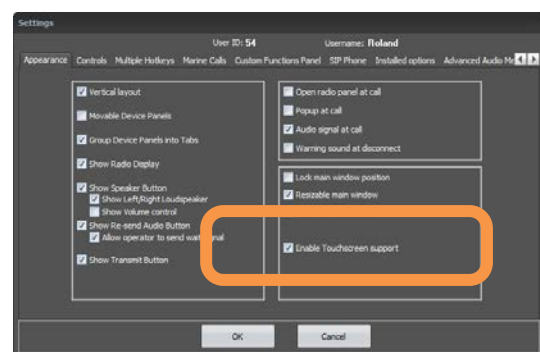 Settings
User ID: 54 Username: Roland
Appearance Controls Multiple Hotkeys Marine Calls Custom Functions Panel SIP Phone Installed options Advanced Audio Me
Vertical layout
Movable Device Panels
Group Device Panels into Tabs
Show Radio Display
Show Speaker Button
Show Left/Right Loudspeaker
Show Volume control
Show Re-send Audio Button
Allow operator to send wait signal
Show Transmit Button
Open radio panel at call
Popup at call
Audio signal at call
Warning sound at disconnect
Lock main window position
Resizable main window
Enable Touchscreen support
OK Cancel